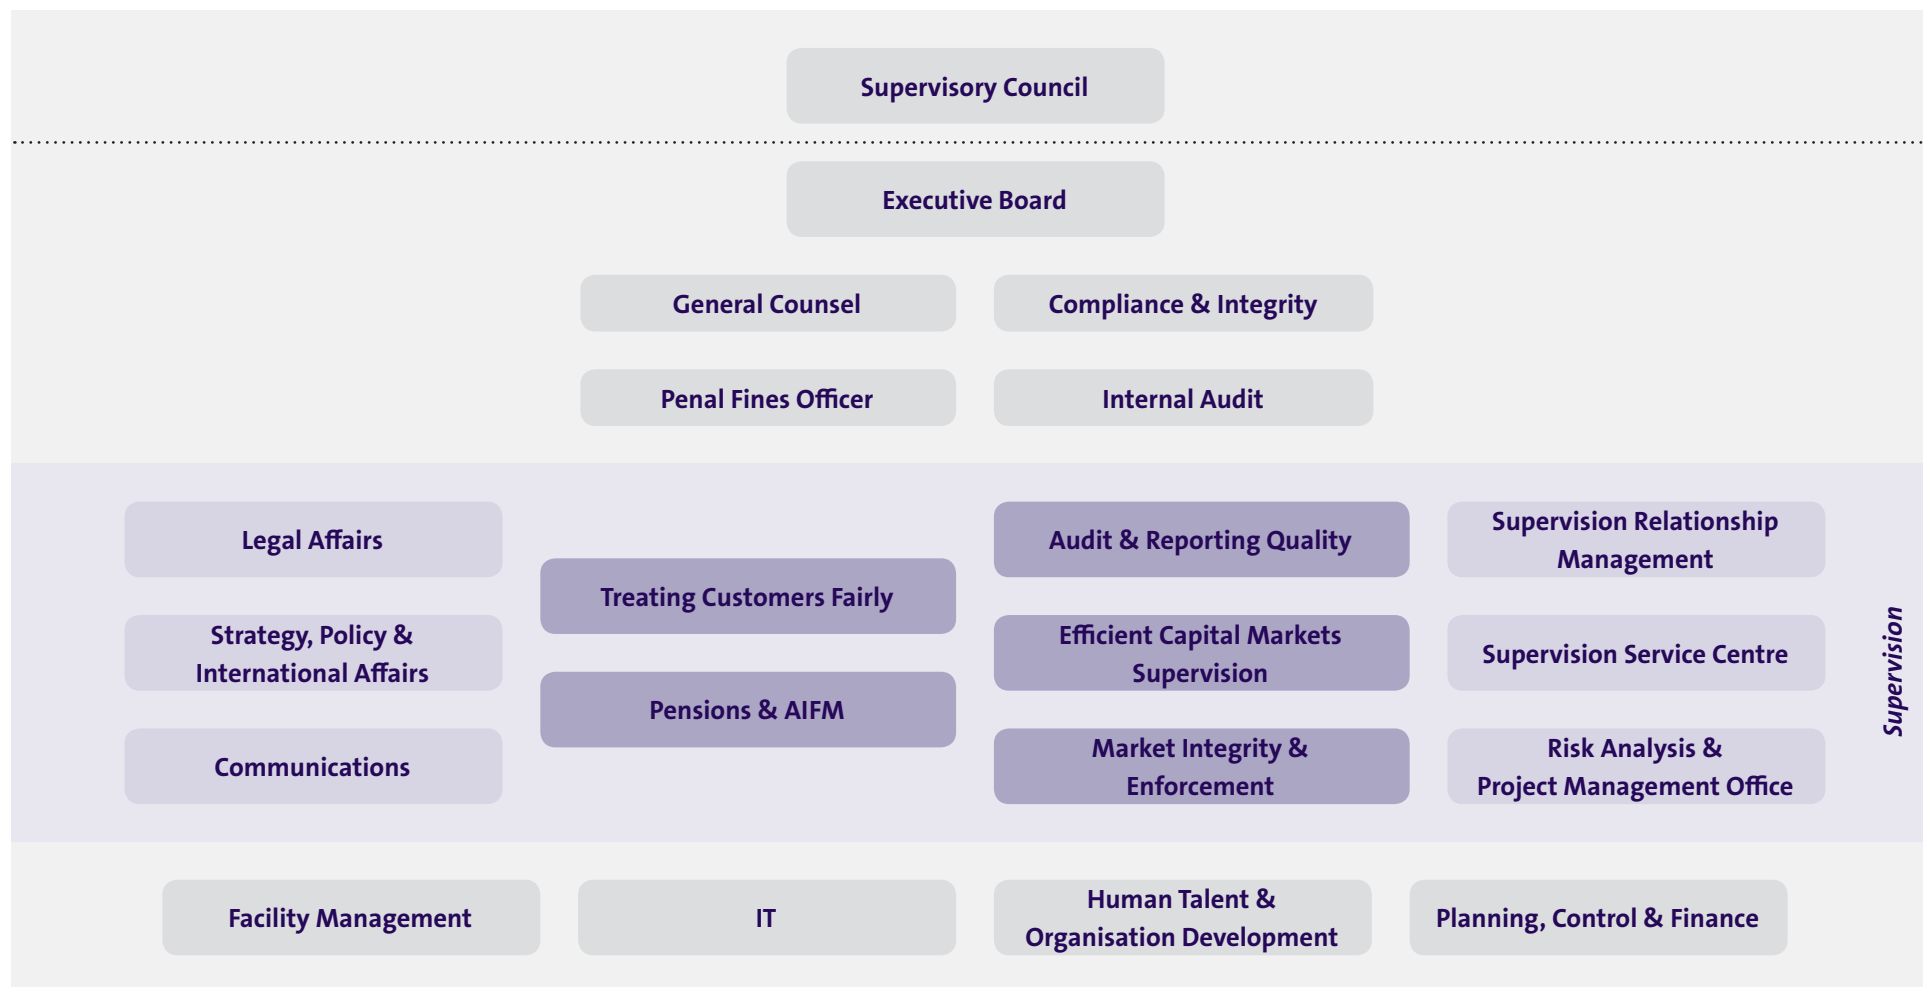 Supervisory Council
Executive Board
General Counsel
Compliance & Integrity
Penal Fines Officer
Internal Audit
Legal Affairs
Strategy, Policy &
International Affairs
Communications
Treating Customers Fairly
Pensions & AIFM
Audit & Reporting Quality
Efficient Capital Markets
Supervision
Market Integrity &
Enforcement
Supervision Relationship
Management
Supervision Service Centre
Risk Analysis &
Project Management Office
Supervision
Facility Management
IT
Human Talent &
Organisation Development
Planning, Control & Finance